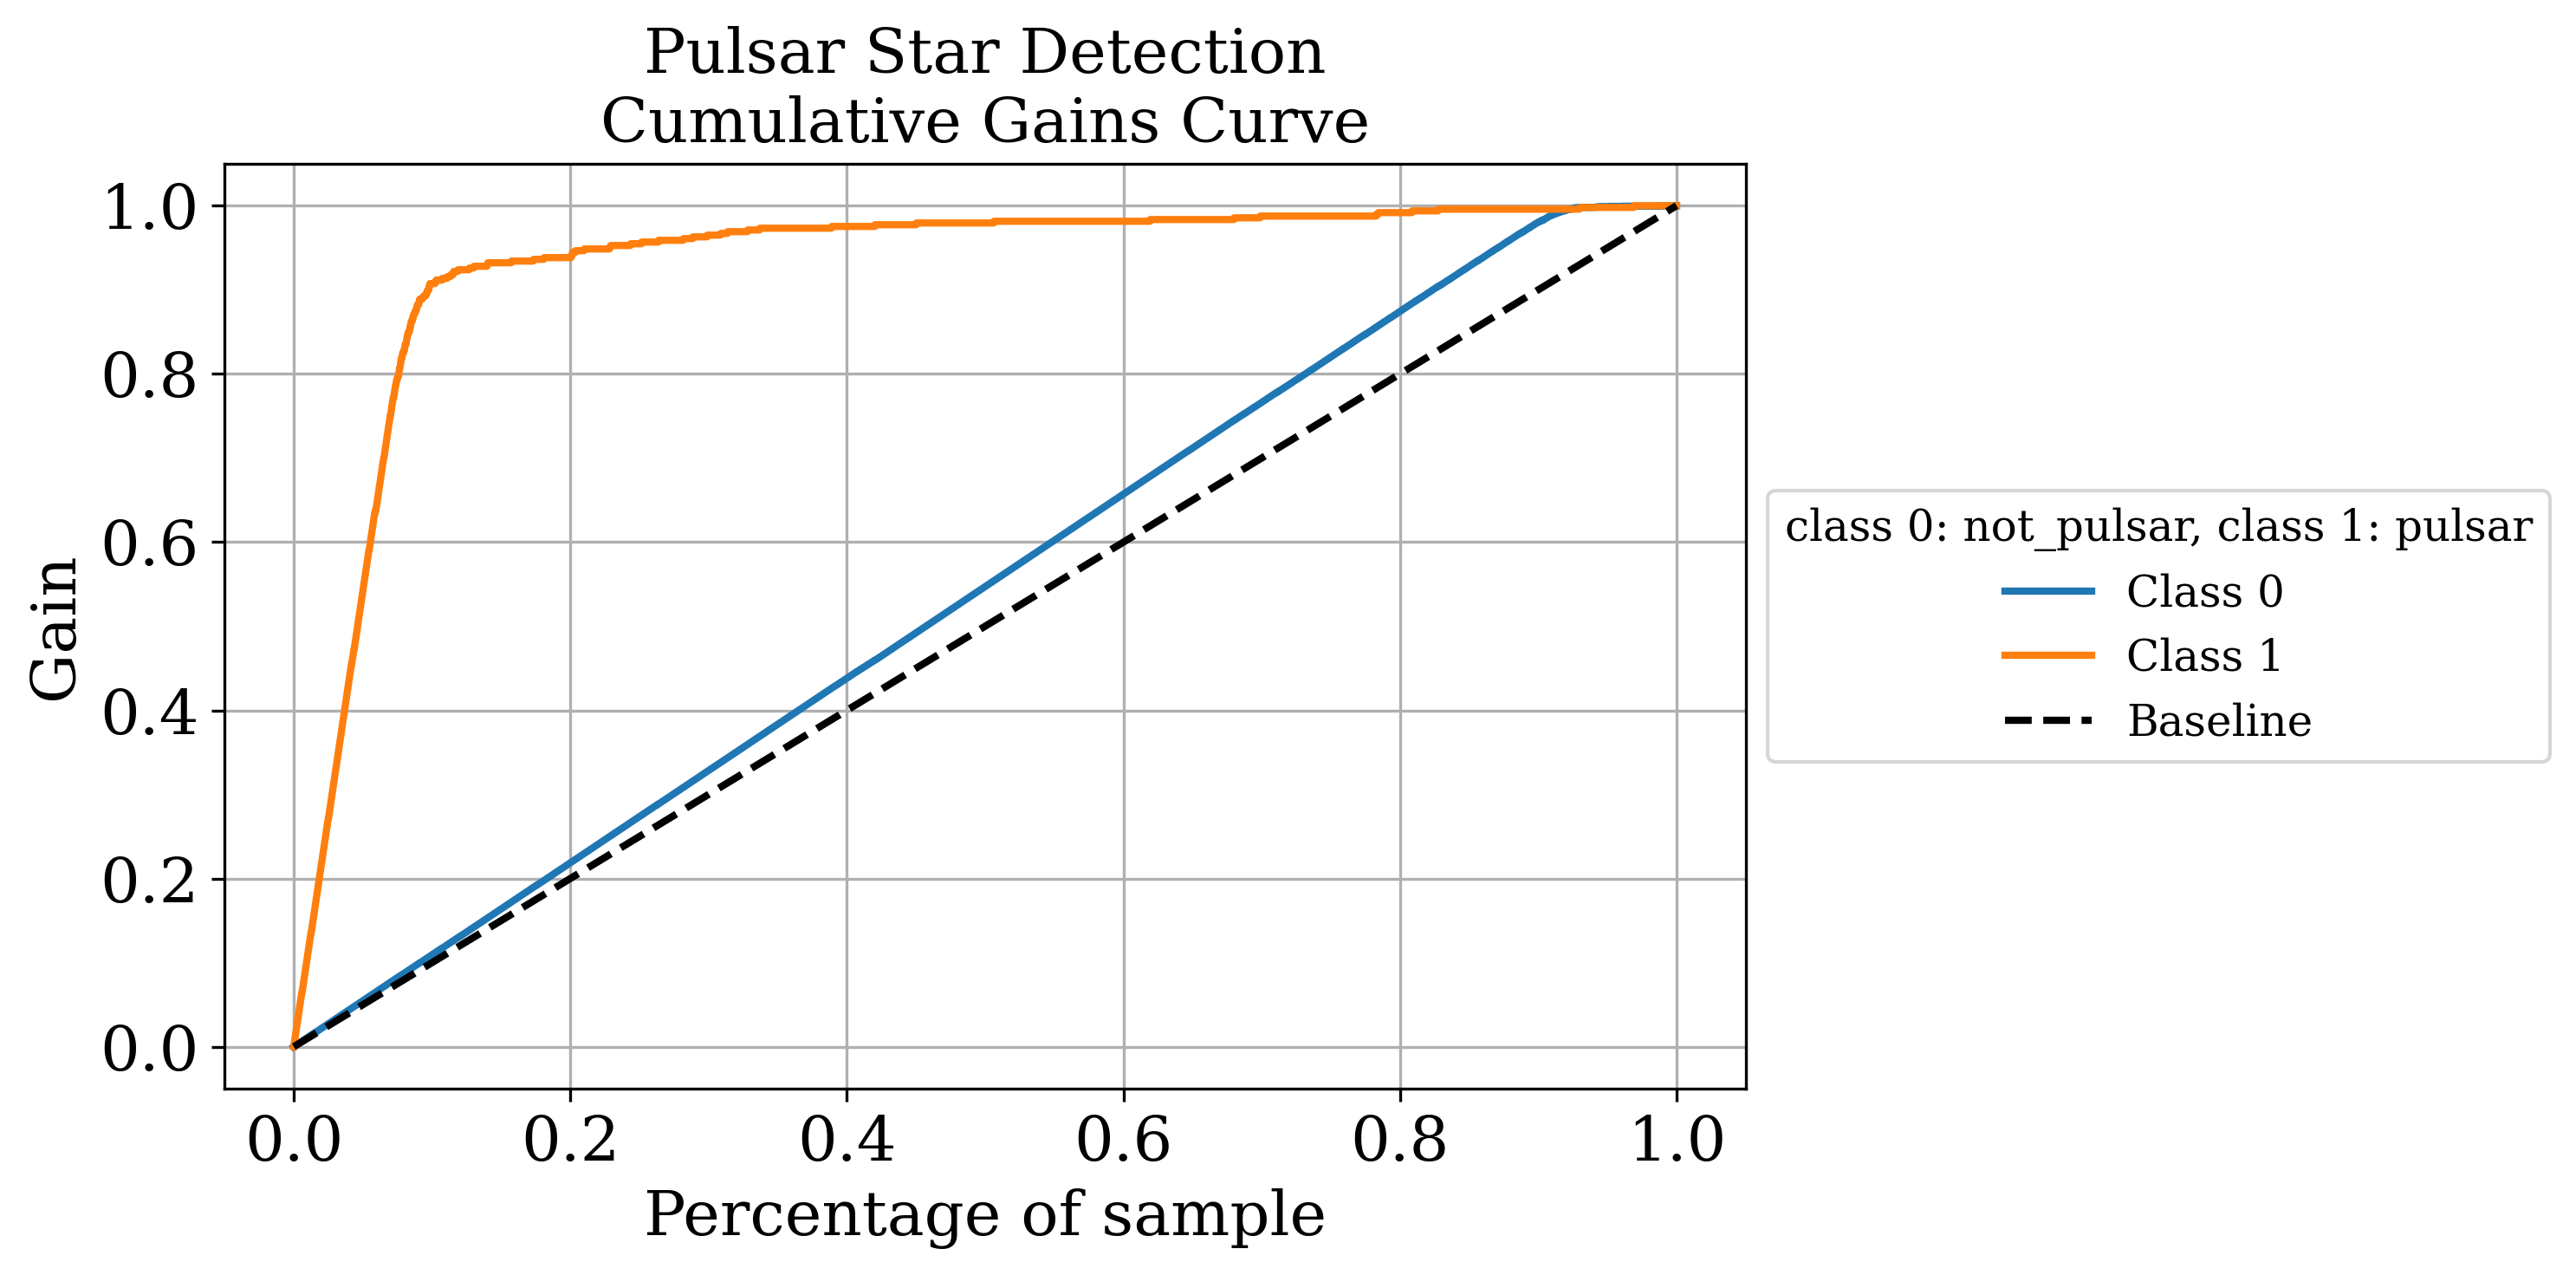 Pulsar Star Detection
Cumulative Gains Curve
1.0
0.8
0.6
0.4
0.2
0.0
Gain
0.0 0.2 0.4 0.6 0.8 1.0
Percentage of sample
class 0: not_pulsar, class 1: pulsar
Class 0
Class 1
Baseline